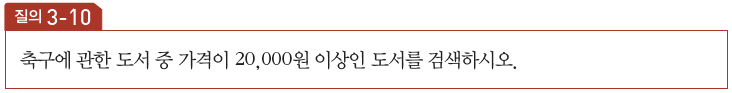 질의 3-10
축구에 관한 도서 중 가격이 20,000원 이상인 도서를 검색하시오.